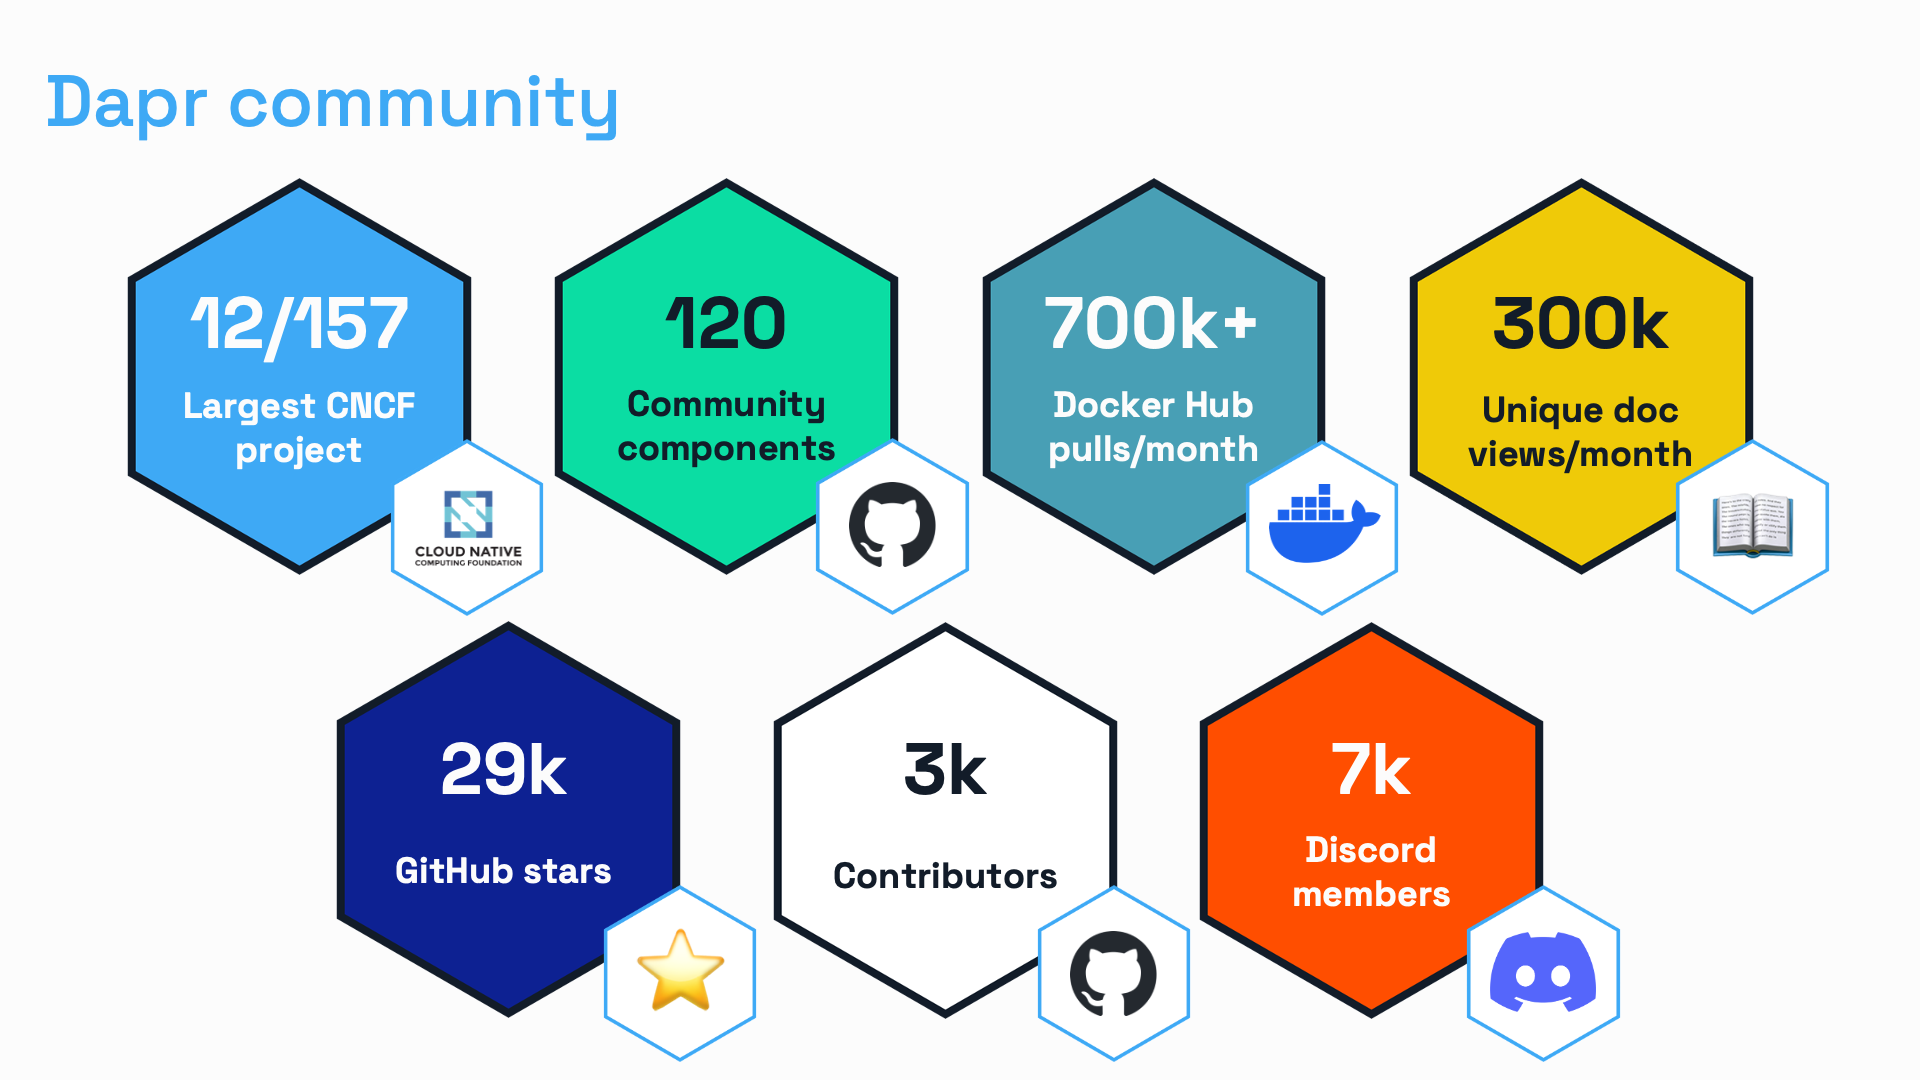 Dapr community
12/157
Largest CNCF
project
CLOUD NATIVE
COMPUTING FOUNDATION
120
Community
components
700k+
Docker Hub
pulls/month
300k
Unique doc
views/month
29k
GitHub stars
3k
Contributors
7k
Discord
members